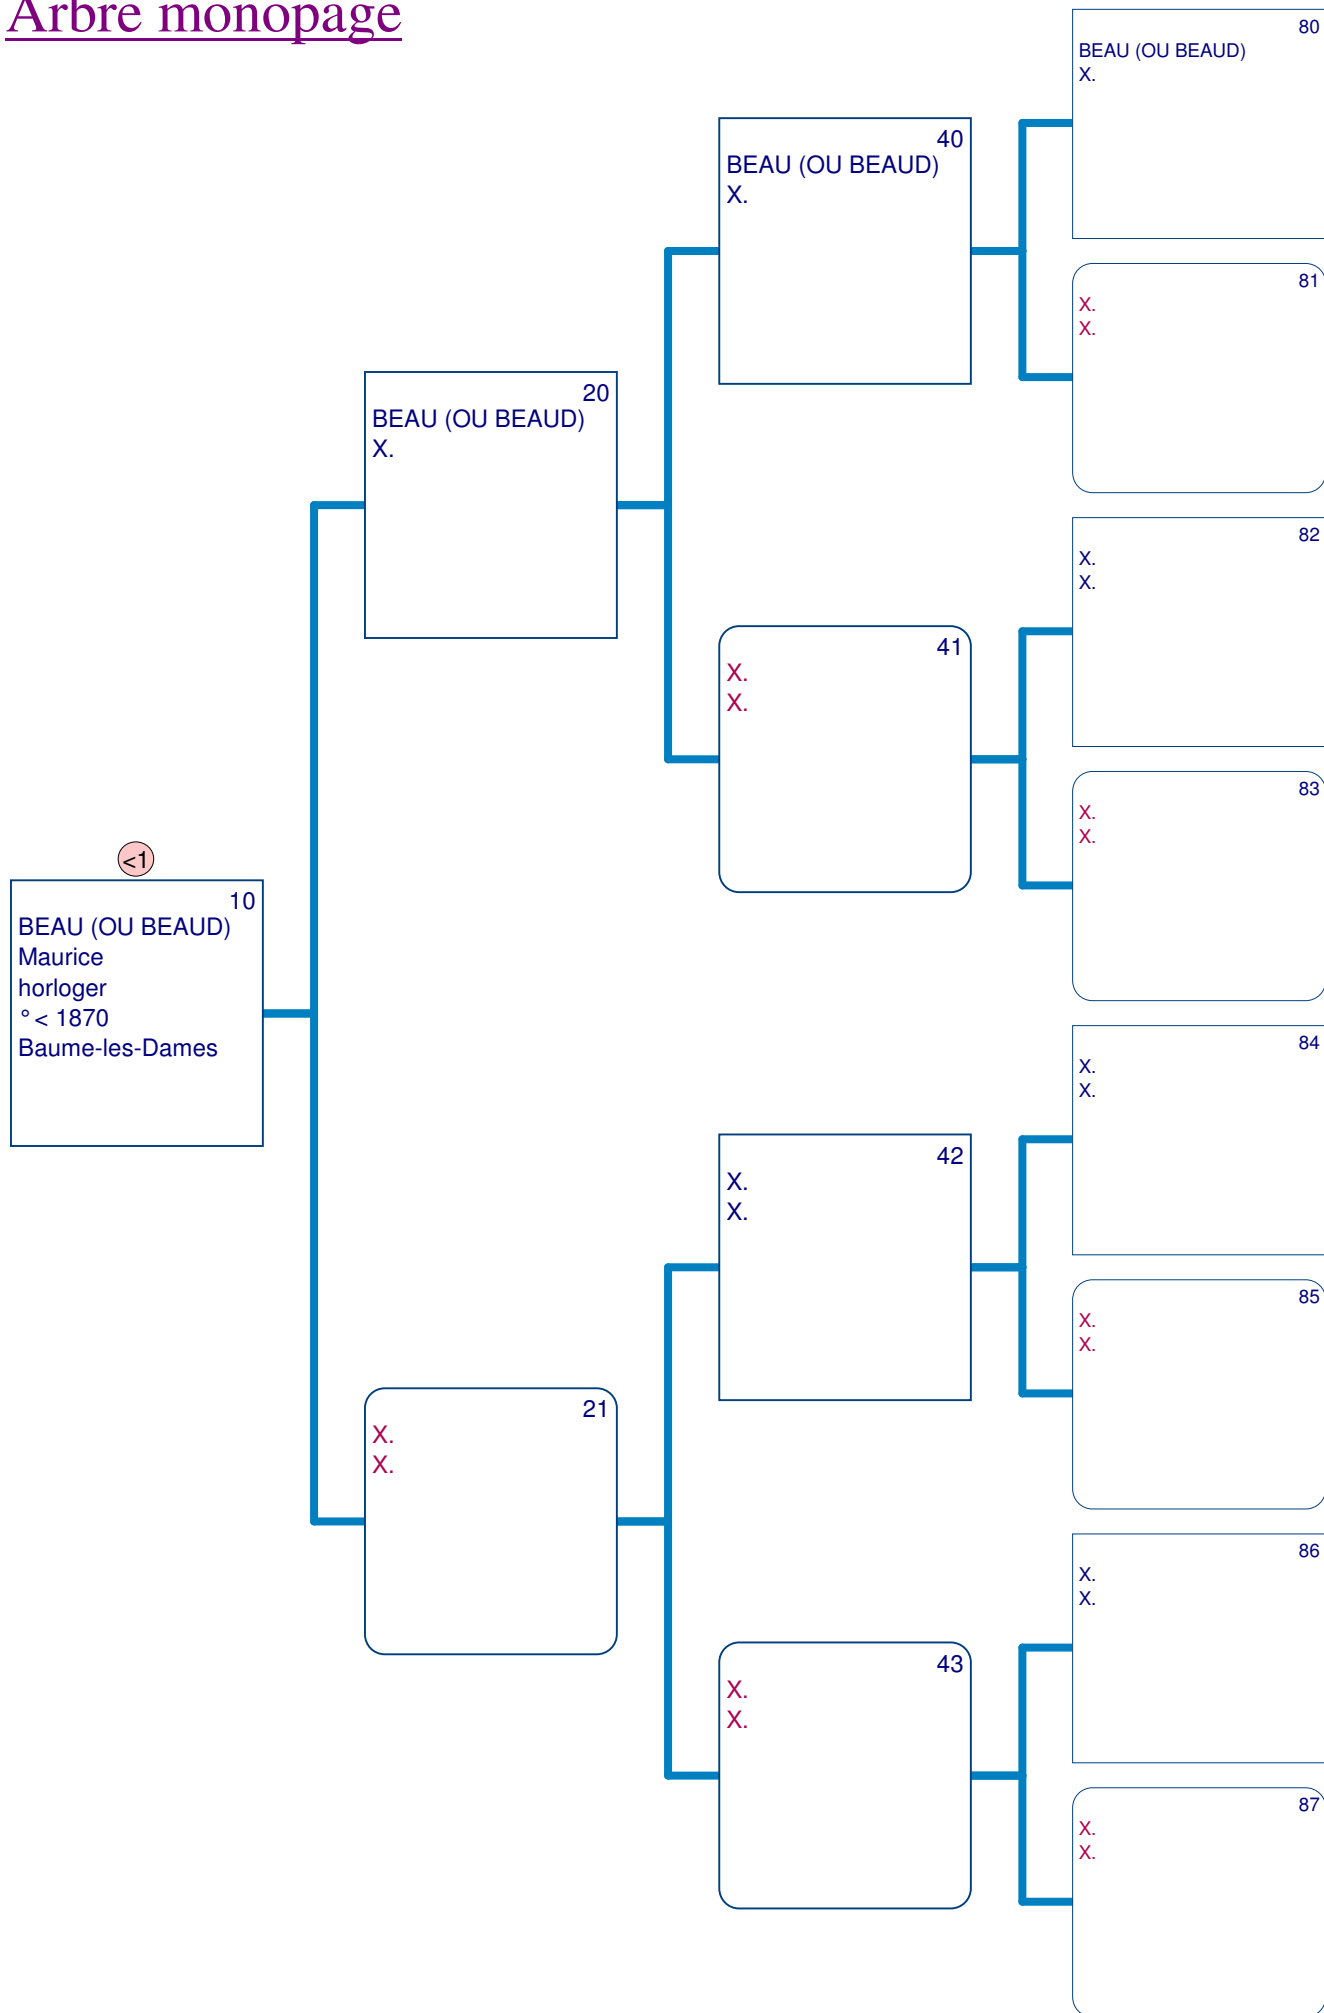 Arbre monopage
<1
10
BEAU (OU BEAUD)
Maurice
horloger
° < 1870
Baume-les-Dames
20
BEAU (OU BEAUD)
X.
21
X.
X.
40
BEAU (OU BEAUD)
X.
41
X.
X.
42
X.
X.
43
X.
X.
80
BEAU (OU BEAUD)
X.
81
X.
X.
82
X.
X.
83
X.
X.
84
X.
X.
85
X.
X.
86
X.
X.
87
X.
X.